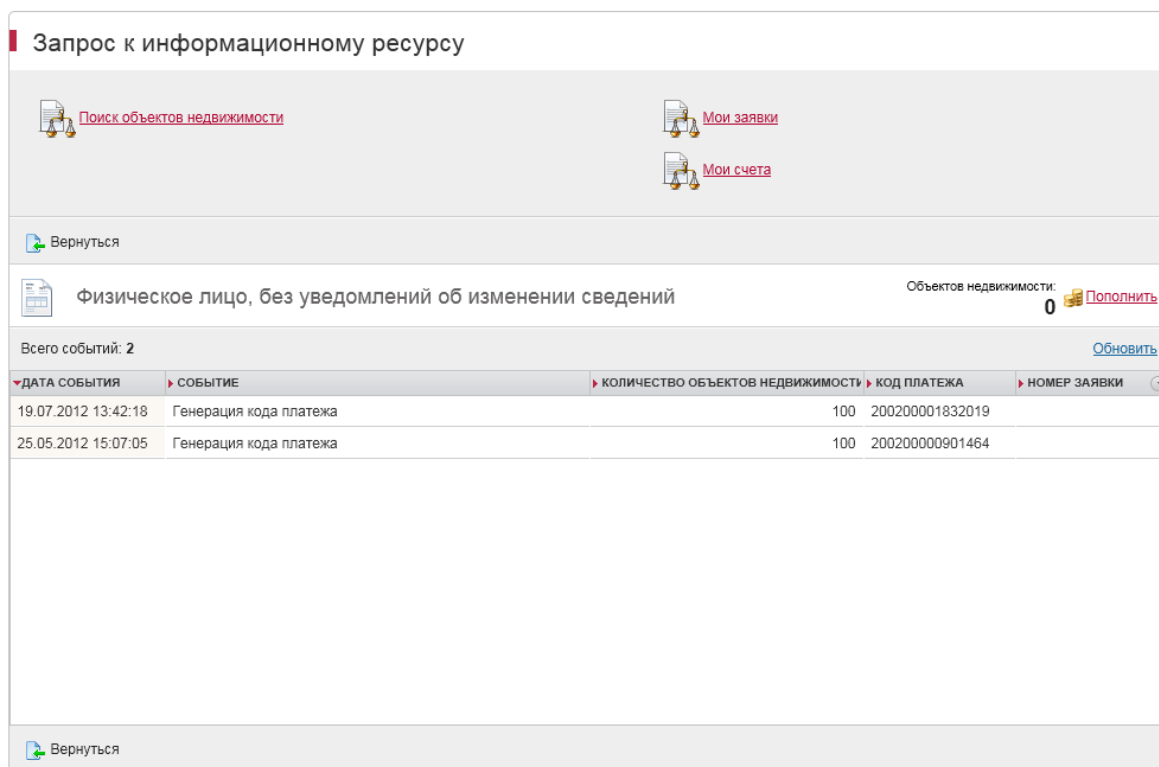 Запрос к информационному ресурсу
Поиск объектов недвижимости
Мои заявки
Мои счета
Вернуться
Физическое лицо, без уведомлений об изменении сведений
Объектов недвижимости:
0
Пополнить
Всего событий: 2
Обновить
ДАТА СОБЫТИЯ СОБЫТИЕ КОЛИЧЕСТВО ОБЪЕКТОВ НЕДВИЖИМОСТИ КОД ПЛАТЕЖА НОМЕР ЗАЯВКИ
19.07.2012 13:42:18 Генерация кода платежа 100 200200001832019
25.05.2012 15:07:05 Генерация кода платежа 100 200200000901464
Вернуться